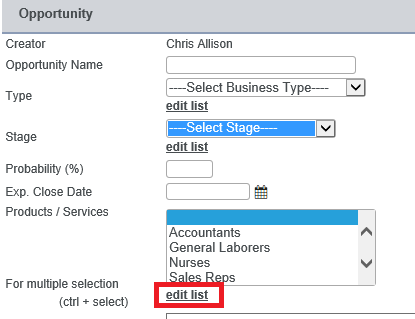 Opportunity
Creator Chris Allison
Opportunity Name
Type ----Select Business Type----
edit list
Stage ----Select Stage----
edit list
Probability (%)
Exp. Close Date
Products / Services
Accountants
General Laborers
Nurses
Sales Reps
For multiple selection
(ctrl + select) edit list